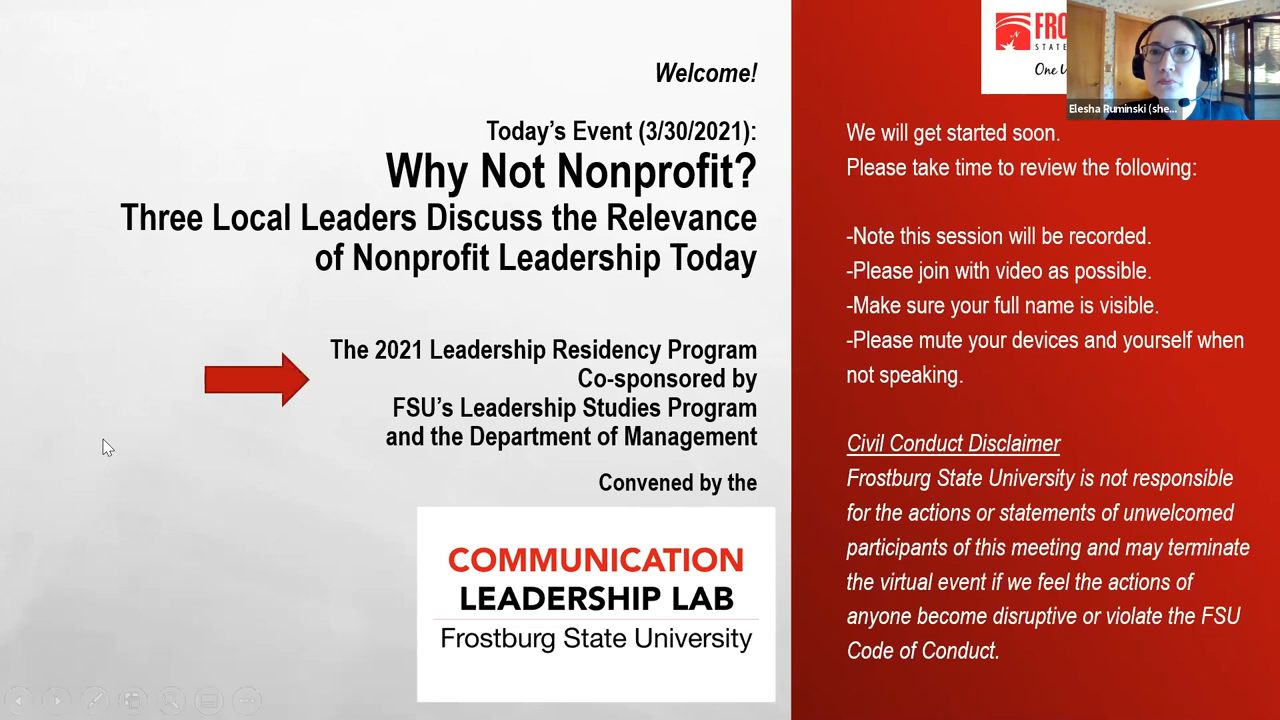 Welcome!
Today's Event (3/30/2021):
Why Not Nonprofit?
Three Local Leaders Discuss the Relevance
of Nonprofit Leadership Today
The 2021 Leadership Residency Program
Co-sponsored by
FSU's Leadership Studies Program
and the Department of Management
Convened by the
COMMUNICATION
LEADERSHIP LAB
Frostburg State University
FRO
STATE
One
Elesha Ruminski (she...
We will get started soon.
Please take time to review the following:
-Note this session will be recorded.
-Please join with video as possible.
-Make sure your full name is visible.
-Please mute your devices and yourself when
not speaking.
Civil Conduct Disclaimer
Frostburg State University is not responsible
for the actions or statements of unwelcomed
participants of this meeting and may terminate
the virtual event if we feel the actions of
anyone become disruptive or violate the FSU
Code of Conduct.